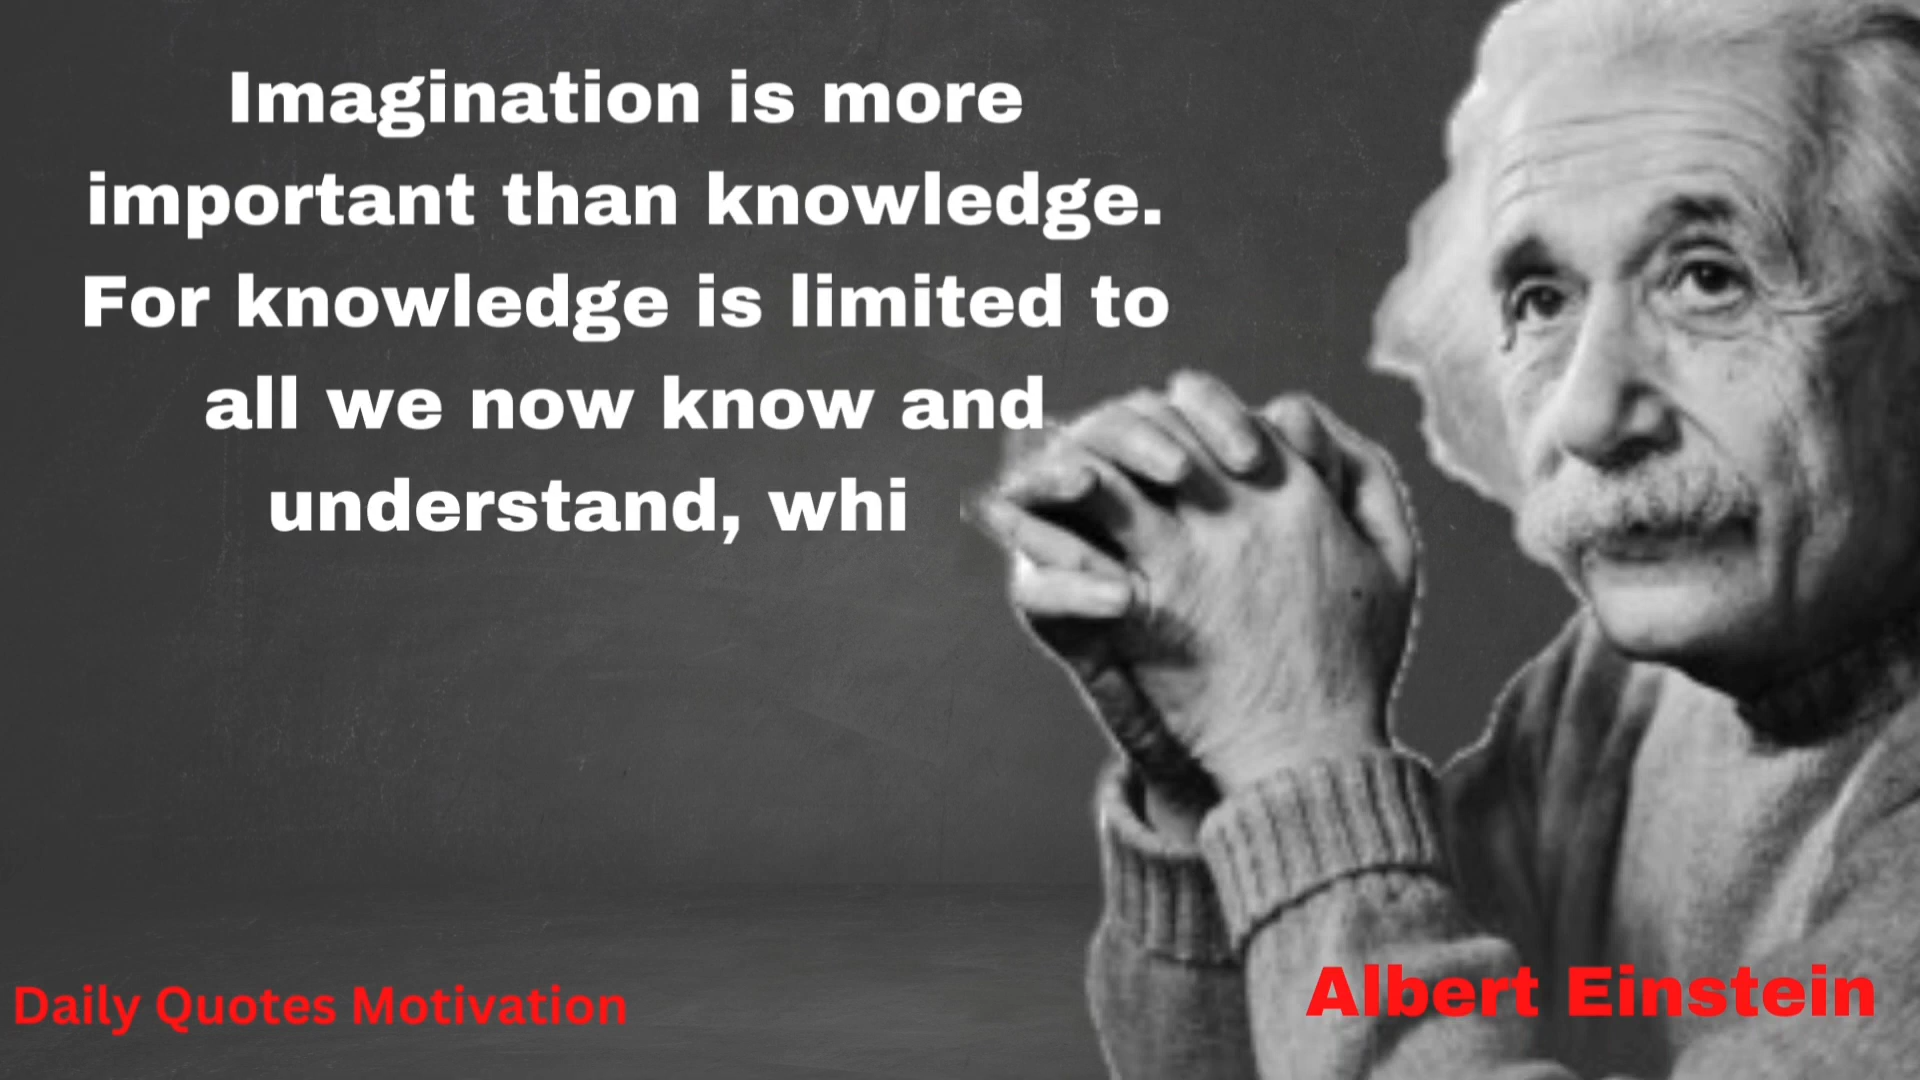 Imagination is more
important than knowledge.
For knowledge is limited to
all we now know and
understand, whi
Daily Quotes Motivation
Albert Einstein